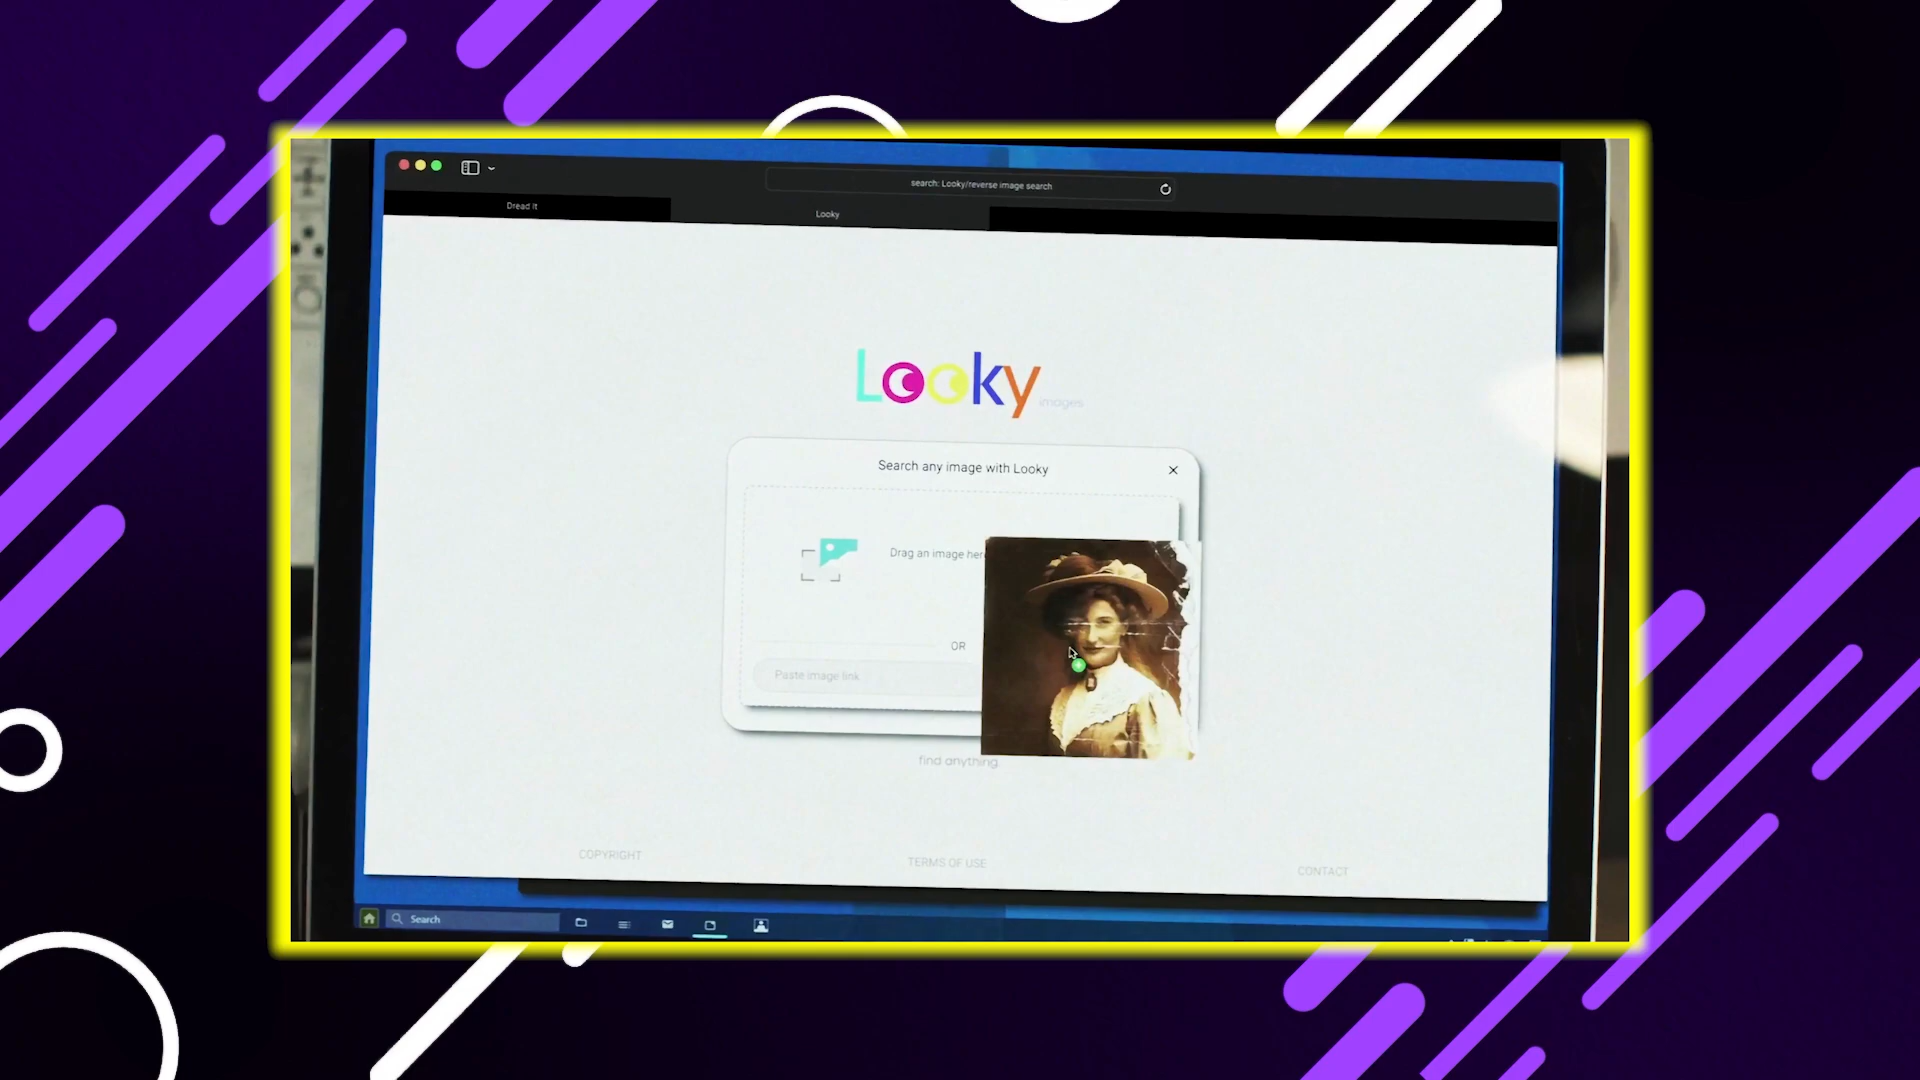 search: Looky/reverse image search
Dread It
Looky
Looky images
Search any image with Looky
Drag an image here
OR
Paste image link
find anything.
COPYRIGHT
TERMS OF USE
CONTACT
Search